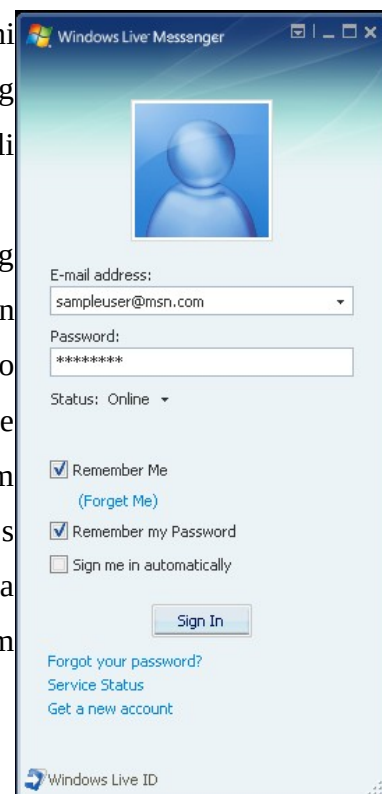 Windows Live Messenger
E-mail address:
sampleuser@msn.com
Password:
********
Status: Online
Remember Me
(Forget Me)
Remember my Password
Sign me in automatically
Sign In
Forgot your password?
Service Status
Get a new account
Windows Live ID